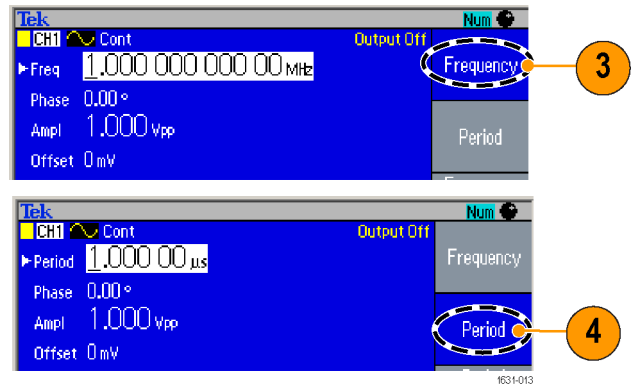 Tek Num
CH1 Cont Output Off
Freq 1.000 000 000 00 MHz Frequency 3
Phase 0.00 °
Ampl 1.000 Vpp Period
Offset 0 mV
Tek Num
CH1 Cont Output Off
Period 1.000 00 µs Frequency
Phase 0.00 °
Ampl 1.000 Vpp Period 4
Offset 0 mV
1631-013